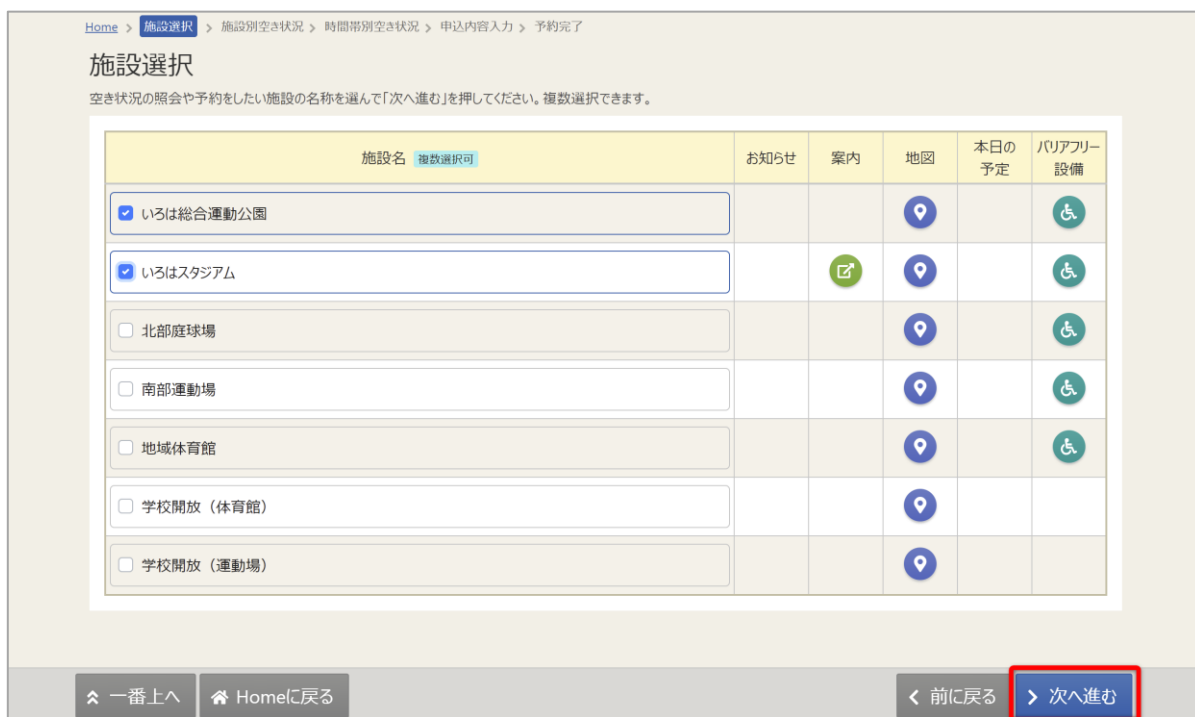 Home > 施設選択 > 施設別空き状況 > 時間帯別空き状況 > 申込内容入力 > 予約完了
施設選択
空き状況の照会や予約をしたい施設の名称を選んで「次へ進む」を押してください。複数選択できます。
施設名 複数選択可 お知らせ 案内 地図 本日の予定 バリアフリー設備
いろは総合運動公園
いろはスタジアム
北部庭球場
南部運動場
地域体育館
学校開放（体育館）
学校開放（運動場）
一番上へ Homeに戻る 前に戻る 次へ進む